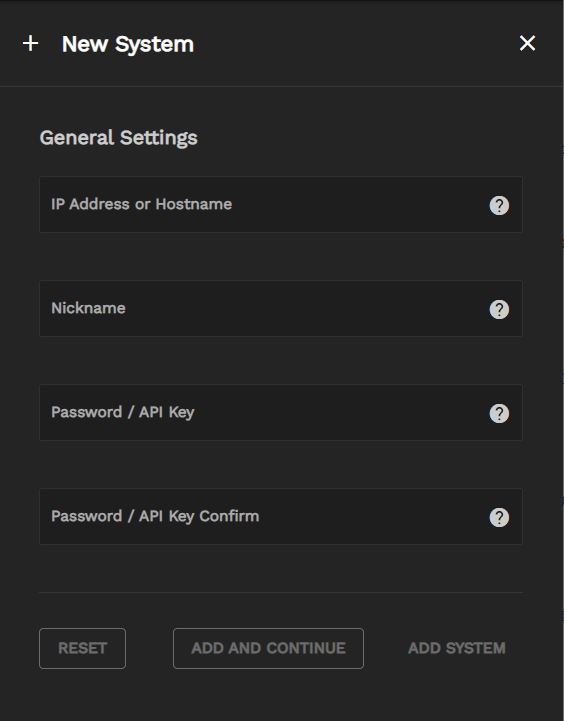 New System
General Settings
IP Address or Hostname
Nickname
Password / API Key
Password / API Key Confirm
RESET ADD AND CONTINUE ADD SYSTEM